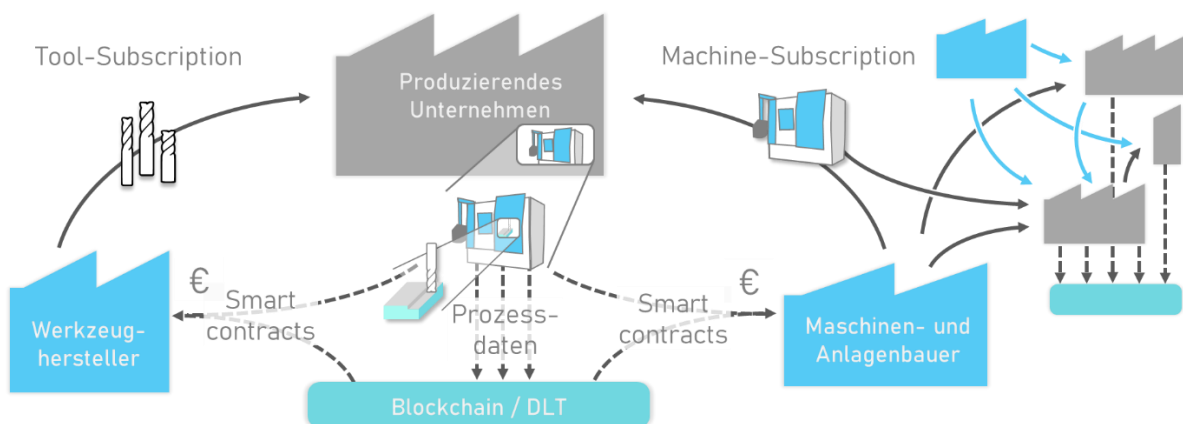 Tool-Subscription
Produzierendes
Unternehmen
Machine-Subscription
Werkzeug-
hersteller
€
Smart
contracts
Prozess-
daten
Smart
contracts
€
Maschinen- und
Anlagenbauer
Blockchain / DLT